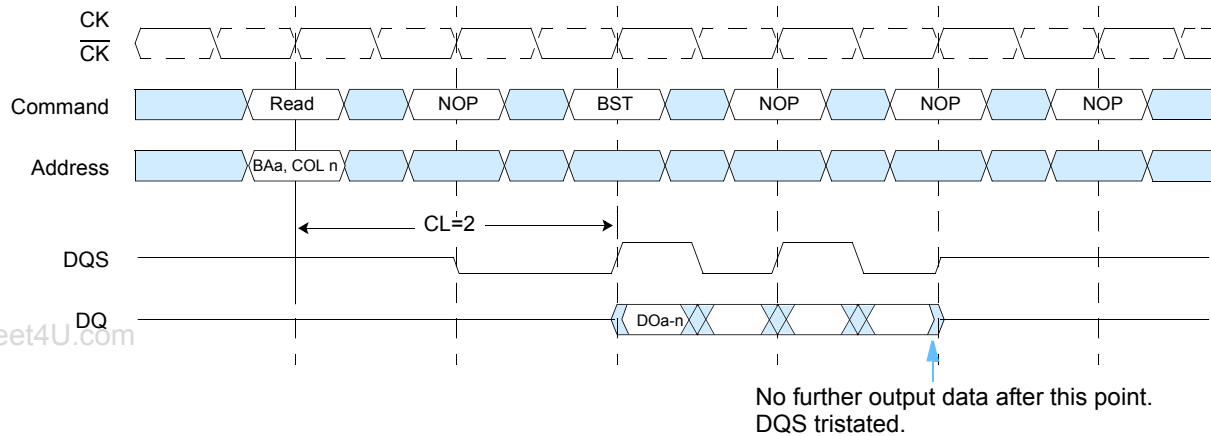 CK
CK
Command Read NOP BST NOP NOP NOP
Address BAa, COL n
CL=2
DQS
DQ DOa-n
eet4U.com
No further output data after this point.
DQS tristated.